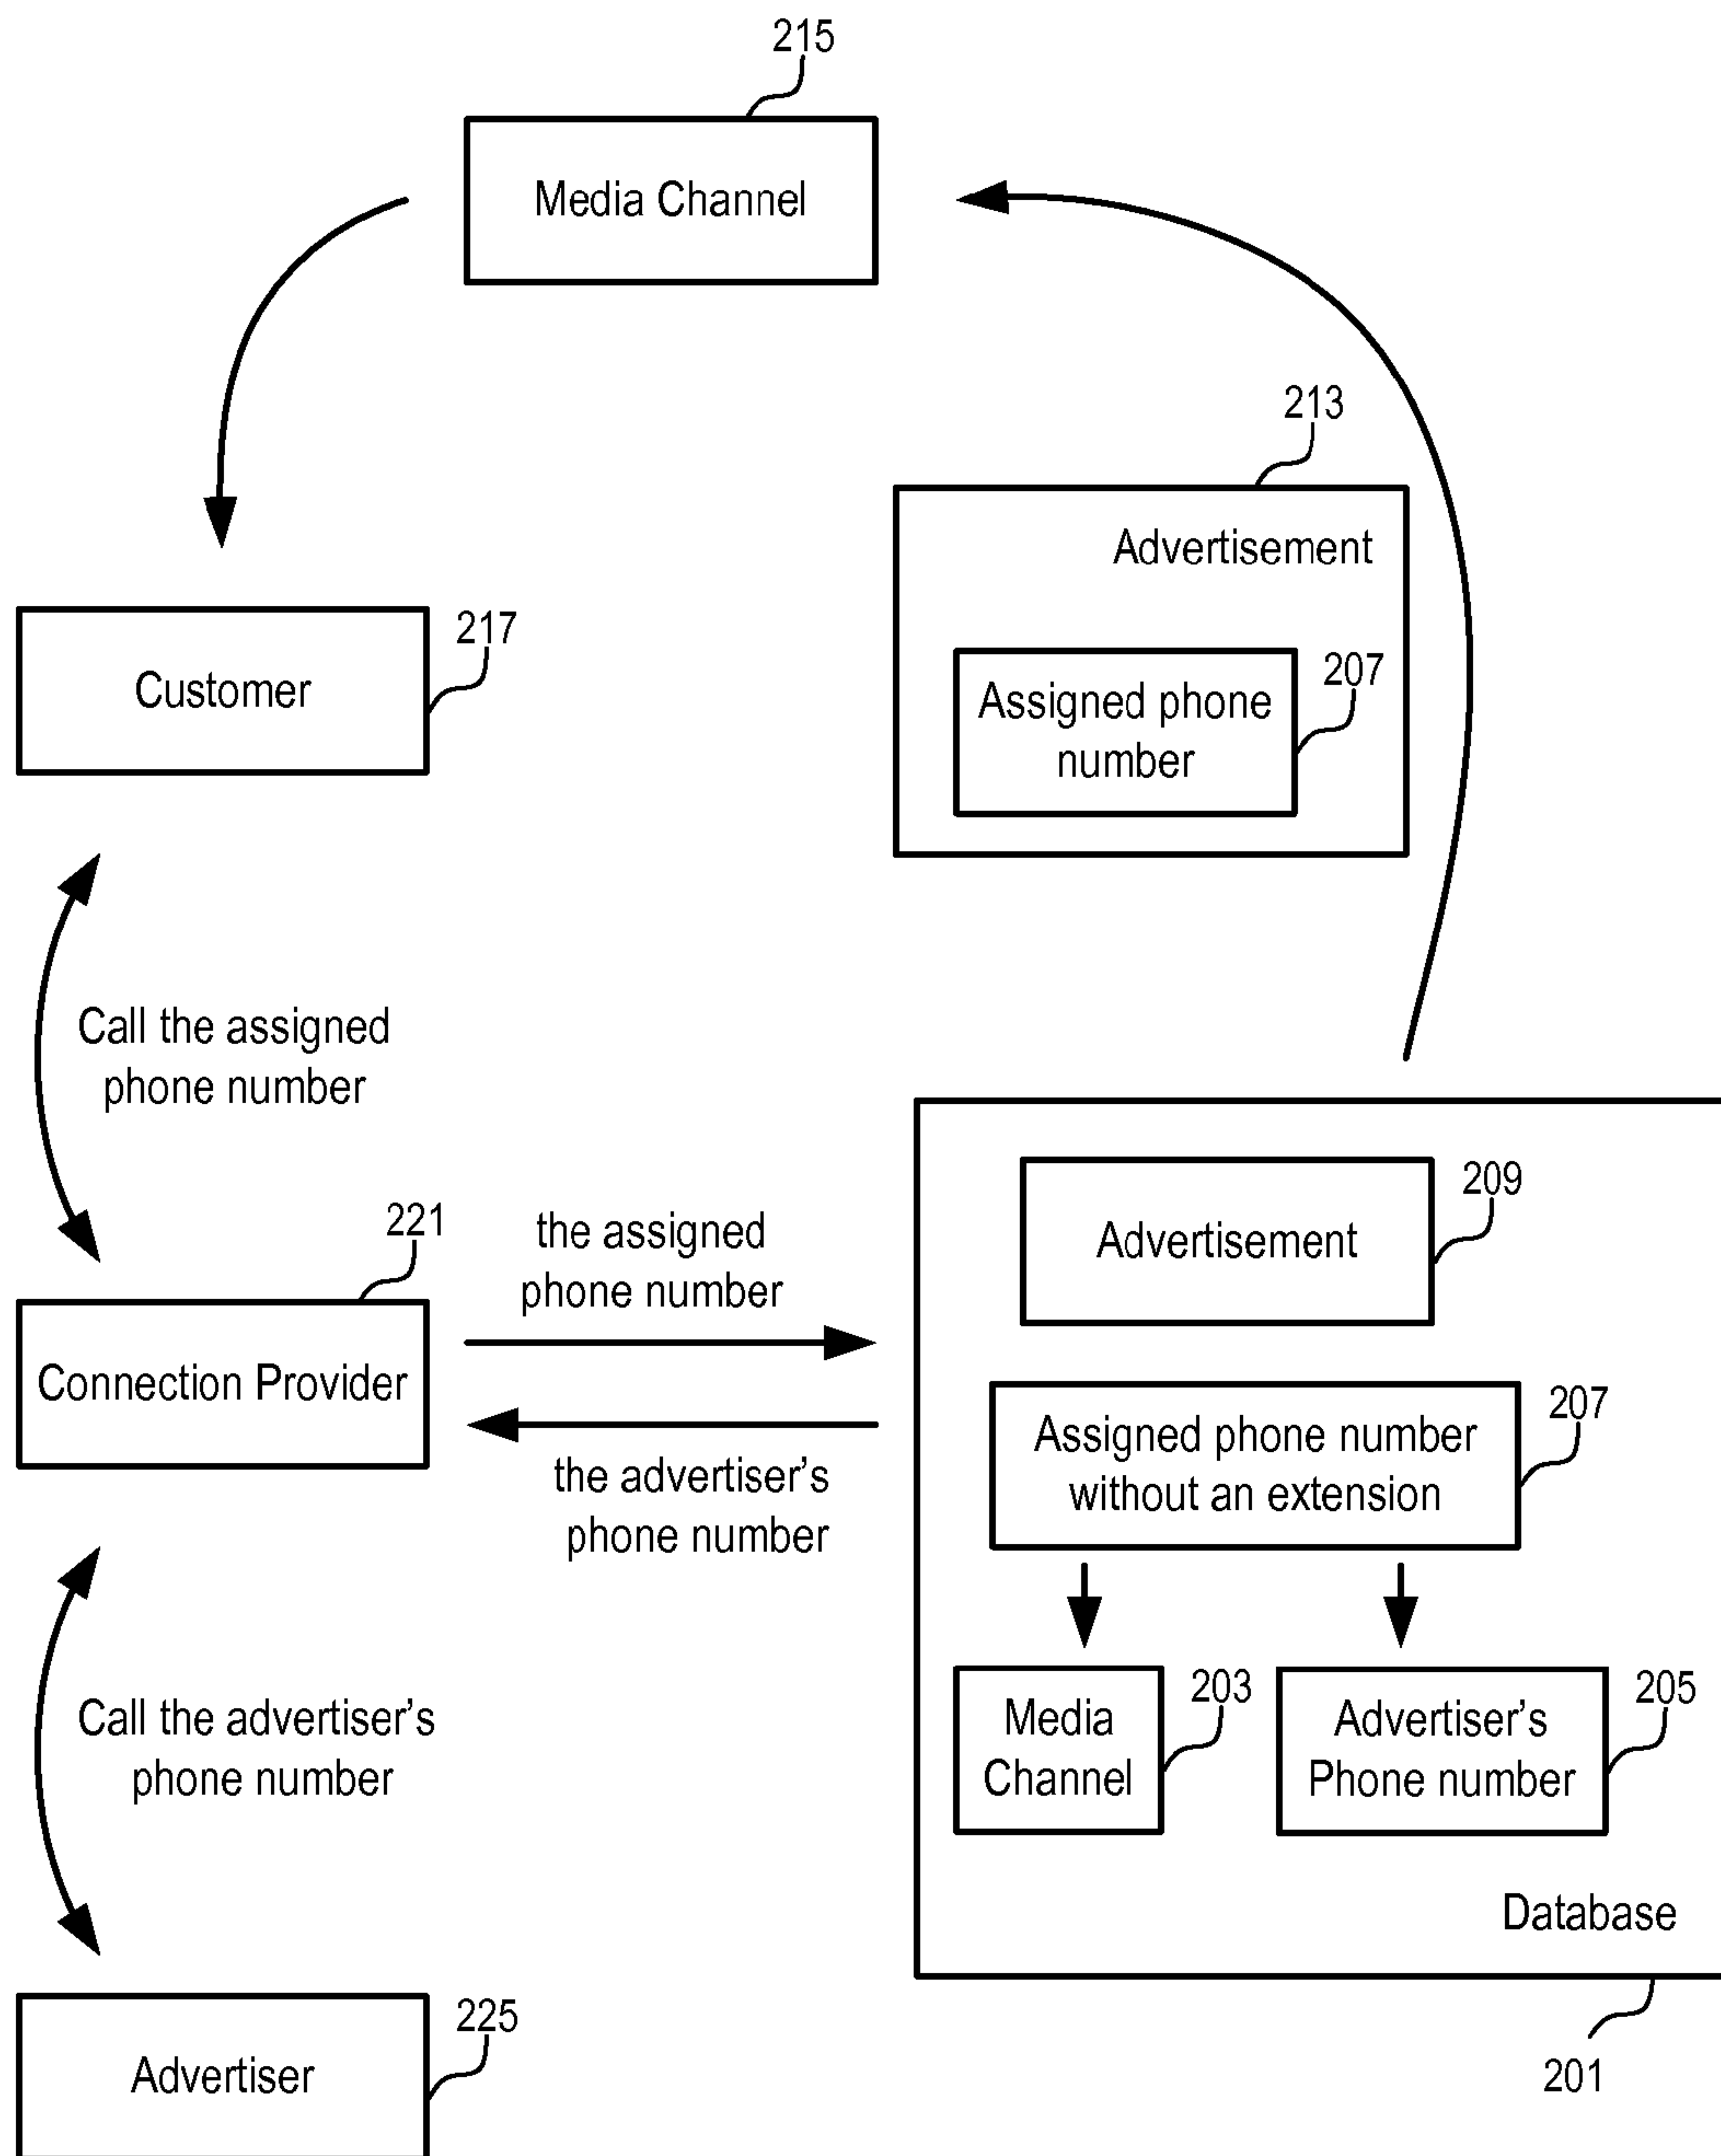 215
Media Channel
213
Advertisement
217
Customer
207
Assigned phone
number
Call the assigned
phone number
221
the assigned
phone number
209
Advertisement
Connection Provider
207
Assigned phone number
without an extension
the advertiser's
phone number
203
Media
Channel
205
Advertiser's
Phone number
Call the advertiser's
phone number
Database
225
Advertiser
201